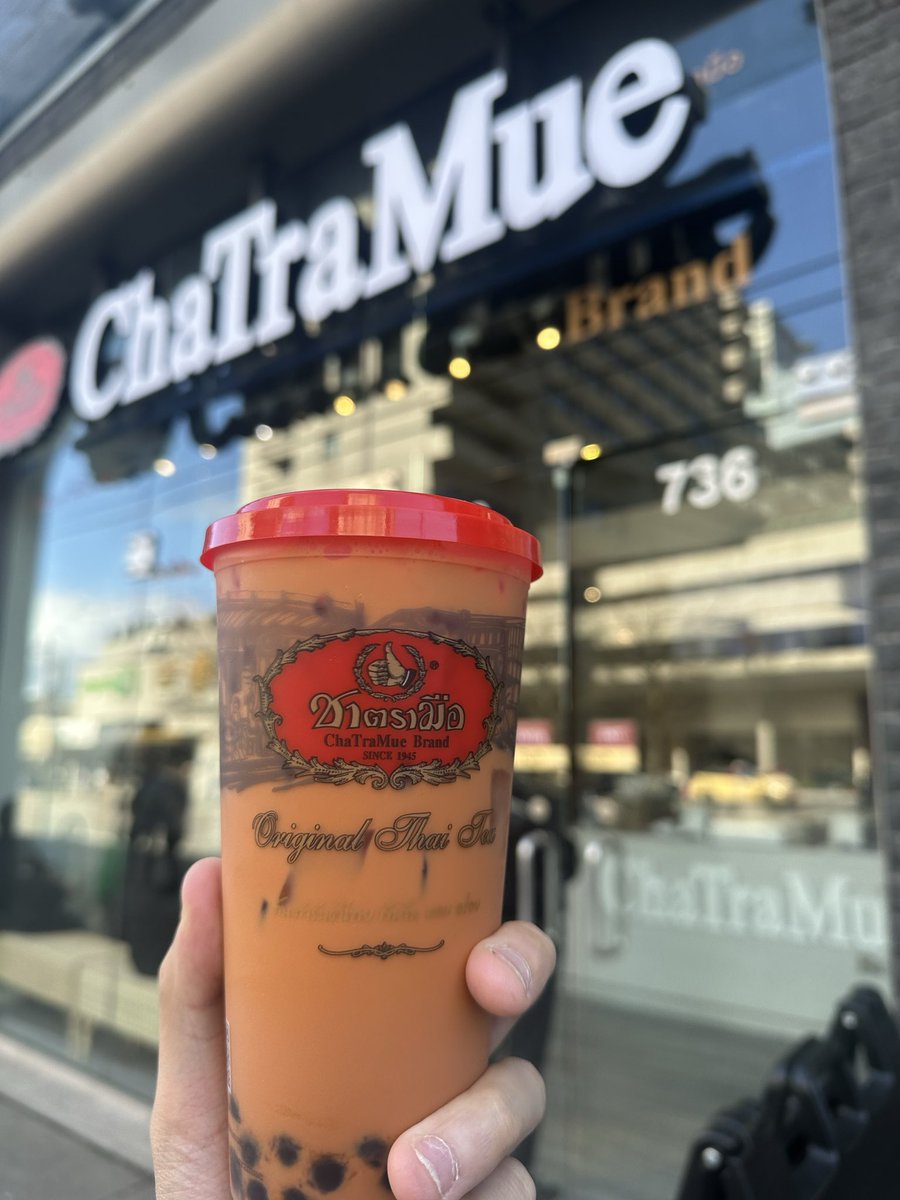 ChaTraMue
Brand
736
®
ชาตรามือ
ChaTraMue Brand
SINCE 1945
Original Thai Tea
ChaTraMu